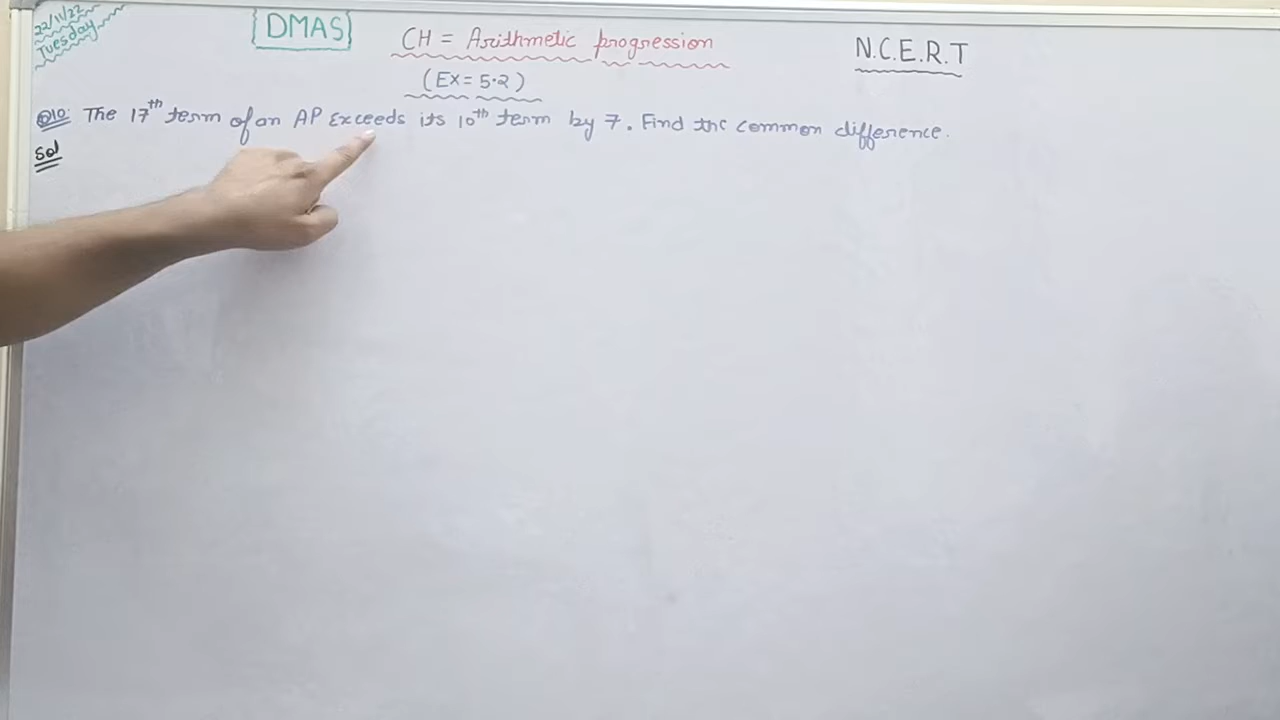 22/11/22
Tuesday
[DMAS]
CH = Arithmetic progression
N.C.E.R.T
(EX = 5.2)
Q10: The 17th term of an AP Exceeds its 10th term by 7. Find the common difference.
Sol